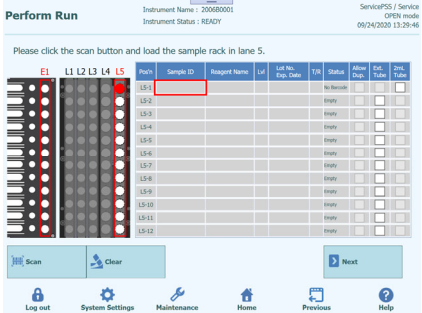 Perform Run
Instrument Name : 2006B0001
Instrument Status : READY
ServicePSS / Service
OPEN mode
09/24/2020 13:29:46
Please click the scan button and load the sample rack in lane 5.
E1 L1 L2 L3 L4 L5
Pos'n Sample ID Reagent Name Lvl Lot No. Exp. Date T/R Status Allow Dup. Ext. Tube 2mL Tube
L5-1 No Barcode
L5-2 Empty
L5-3 Empty
L5-4 Empty
L5-5 Empty
L5-6 Empty
L5-7 Empty
L5-8 Empty
L5-9 Empty
L5-10 Empty
L5-11 Empty
L5-12 Empty
Scan Clear Next
Log out System Settings Maintenance Home Previous Help